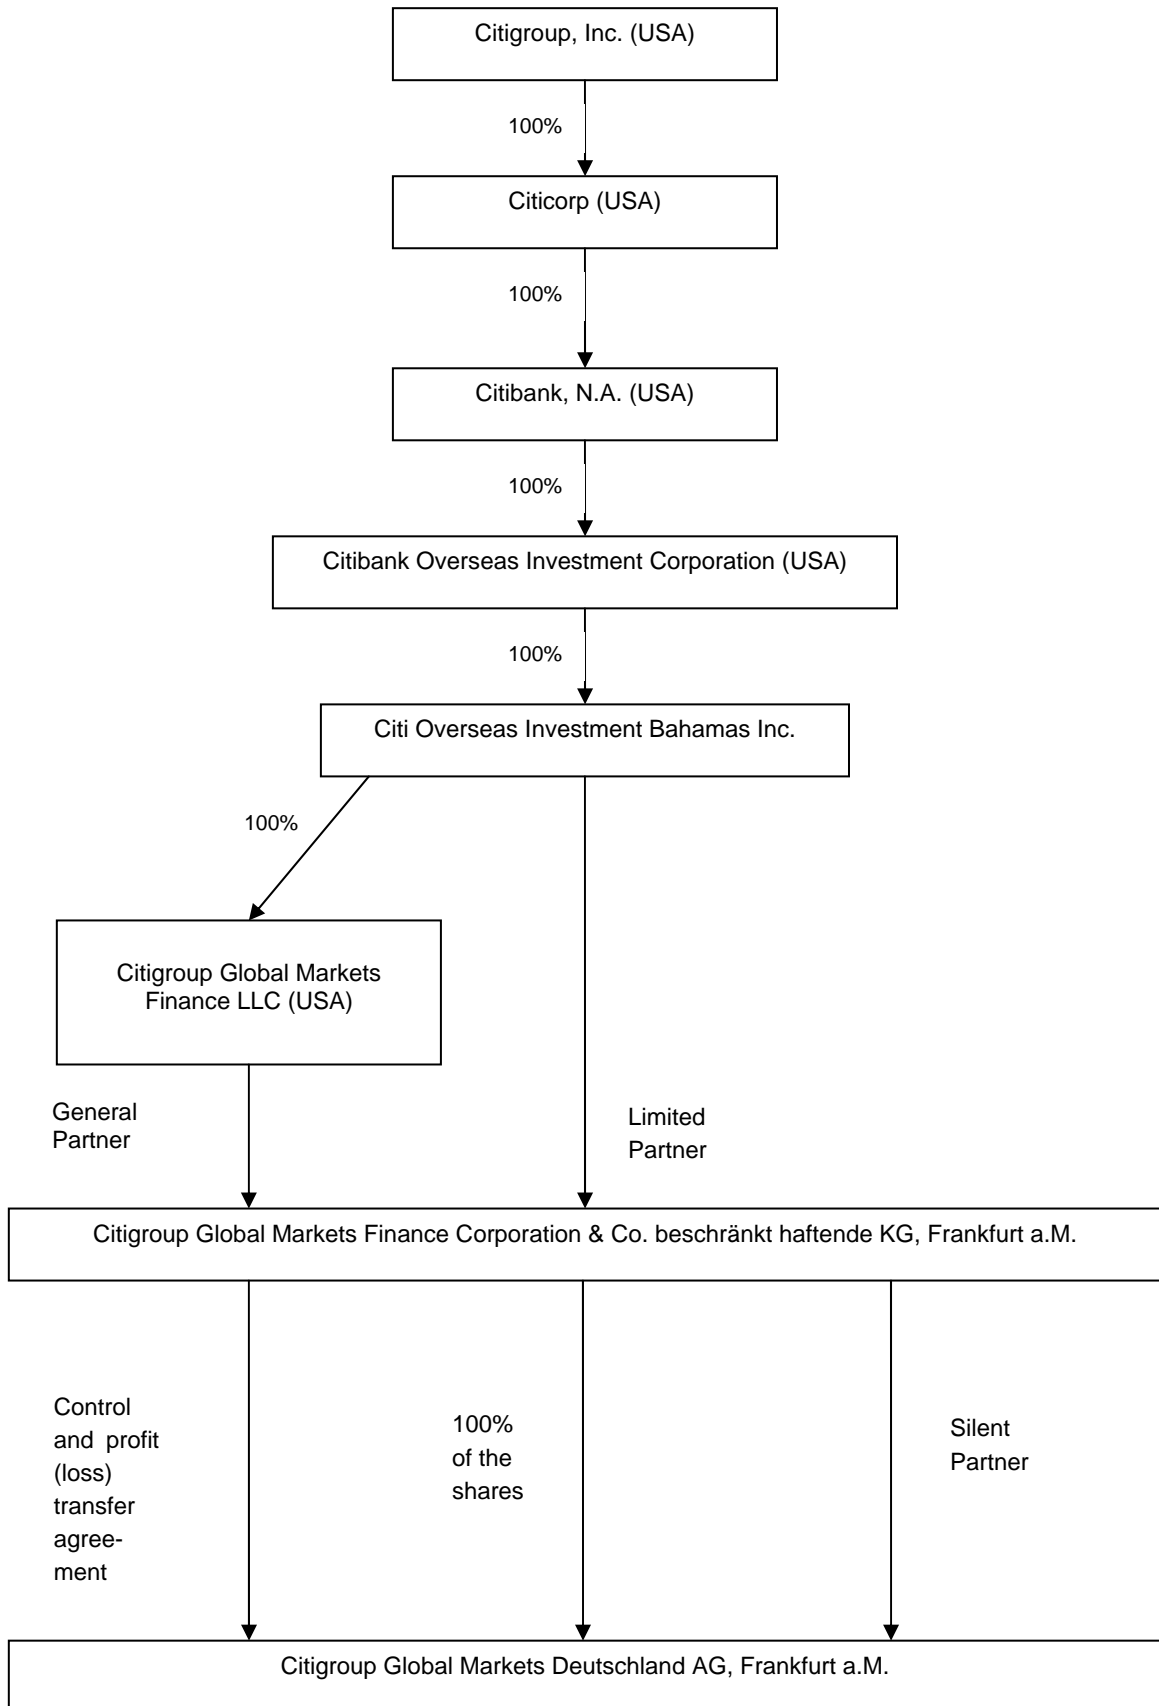 Citigroup, Inc. (USA)
100%
Citicorp (USA)
100%
Citibank, N.A. (USA)
100%
Citibank Overseas Investment Corporation (USA)
100%
Citi Overseas Investment Bahamas Inc.
100%
Citigroup Global Markets
Finance LLC (USA)
General
Partner
Limited
Partner
Citigroup Global Markets Finance Corporation & Co. beschränkt haftende KG, Frankfurt a.M.
Control
and profit
(loss)
transfer
agree-
ment
100%
of the
shares
Silent
Partner
Citigroup Global Markets Deutschland AG, Frankfurt a.M.